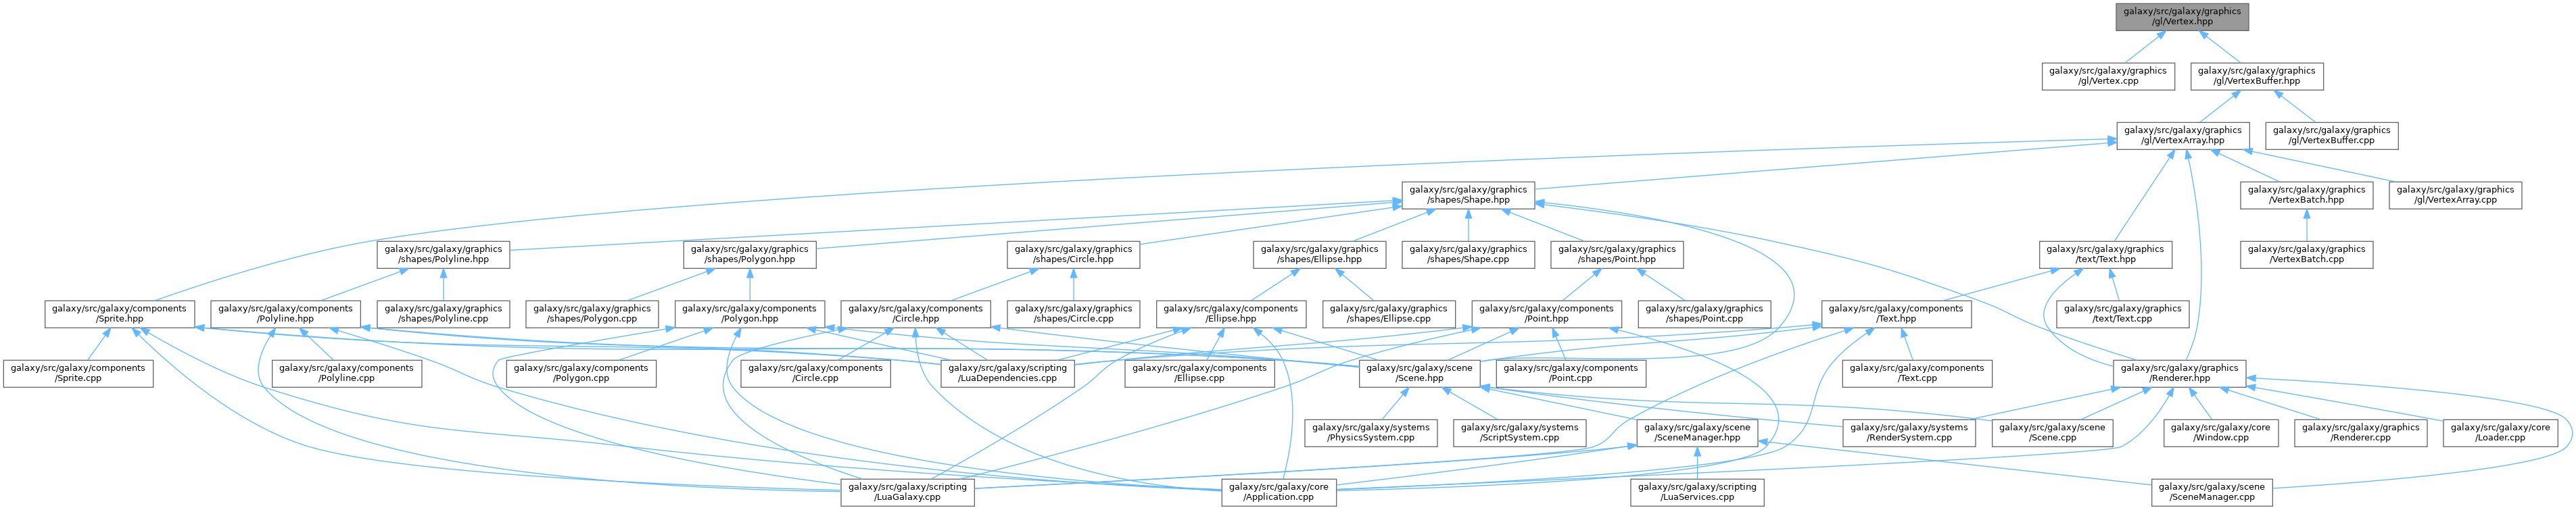 galaxy/src/galaxy/graphics
/gl/Vertex.hpp
galaxy/src/galaxy/graphics
/gl/Vertex.cpp
galaxy/src/galaxy/graphics
/gl/VertexBuffer.hpp
galaxy/src/galaxy/graphics
/gl/VertexArray.hpp
galaxy/src/galaxy/graphics
/gl/VertexBuffer.cpp
galaxy/src/galaxy/graphics
/shapes/Shape.hpp
galaxy/src/galaxy/graphics
/VertexBatch.hpp
galaxy/src/galaxy/graphics
/gl/VertexArray.cpp
galaxy/src/galaxy/graphics
/shapes/Polyline.hpp
galaxy/src/galaxy/graphics
/shapes/Polygon.hpp
galaxy/src/galaxy/graphics
/shapes/Circle.hpp
galaxy/src/galaxy/graphics
/shapes/Ellipse.hpp
galaxy/src/galaxy/graphics
/shapes/Shape.cpp
galaxy/src/galaxy/graphics
/shapes/Point.hpp
galaxy/src/galaxy/graphics
/text/Text.hpp
galaxy/src/galaxy/graphics
/VertexBatch.cpp
galaxy/src/galaxy/components
/Sprite.hpp
galaxy/src/galaxy/components
/Polyline.hpp
galaxy/src/galaxy/graphics
/shapes/Polyline.cpp
galaxy/src/galaxy/graphics
/shapes/Polygon.cpp
galaxy/src/galaxy/components
/Polygon.hpp
galaxy/src/galaxy/components
/Circle.hpp
galaxy/src/galaxy/graphics
/shapes/Circle.cpp
galaxy/src/galaxy/components
/Ellipse.hpp
galaxy/src/galaxy/graphics
/shapes/Ellipse.cpp
galaxy/src/galaxy/components
/Point.hpp
galaxy/src/galaxy/graphics
/shapes/Point.cpp
galaxy/src/galaxy/components
/Text.hpp
galaxy/src/galaxy/graphics
/text/Text.cpp
galaxy/src/galaxy/components
/Sprite.cpp
galaxy/src/galaxy/components
/Polyline.cpp
galaxy/src/galaxy/components
/Polygon.cpp
galaxy/src/galaxy/components
/Circle.cpp
galaxy/src/galaxy/scripting
/LuaDependencies.cpp
galaxy/src/galaxy/components
/Ellipse.cpp
galaxy/src/galaxy/scene
/Scene.hpp
galaxy/src/galaxy/components
/Point.cpp
galaxy/src/galaxy/components
/Text.cpp
galaxy/src/galaxy/graphics
/Renderer.hpp
galaxy/src/galaxy/systems
/PhysicsSystem.cpp
galaxy/src/galaxy/systems
/ScriptSystem.cpp
galaxy/src/galaxy/scene
/SceneManager.hpp
galaxy/src/galaxy/systems
/RenderSystem.cpp
galaxy/src/galaxy/scene
/Scene.cpp
galaxy/src/galaxy/core
/Window.cpp
galaxy/src/galaxy/graphics
/Renderer.cpp
galaxy/src/galaxy/core
/Loader.cpp
galaxy/src/galaxy/scripting
/LuaGalaxy.cpp
galaxy/src/galaxy/core
/Application.cpp
galaxy/src/galaxy/scripting
/LuaServices.cpp
galaxy/src/galaxy/scene
/SceneManager.cpp